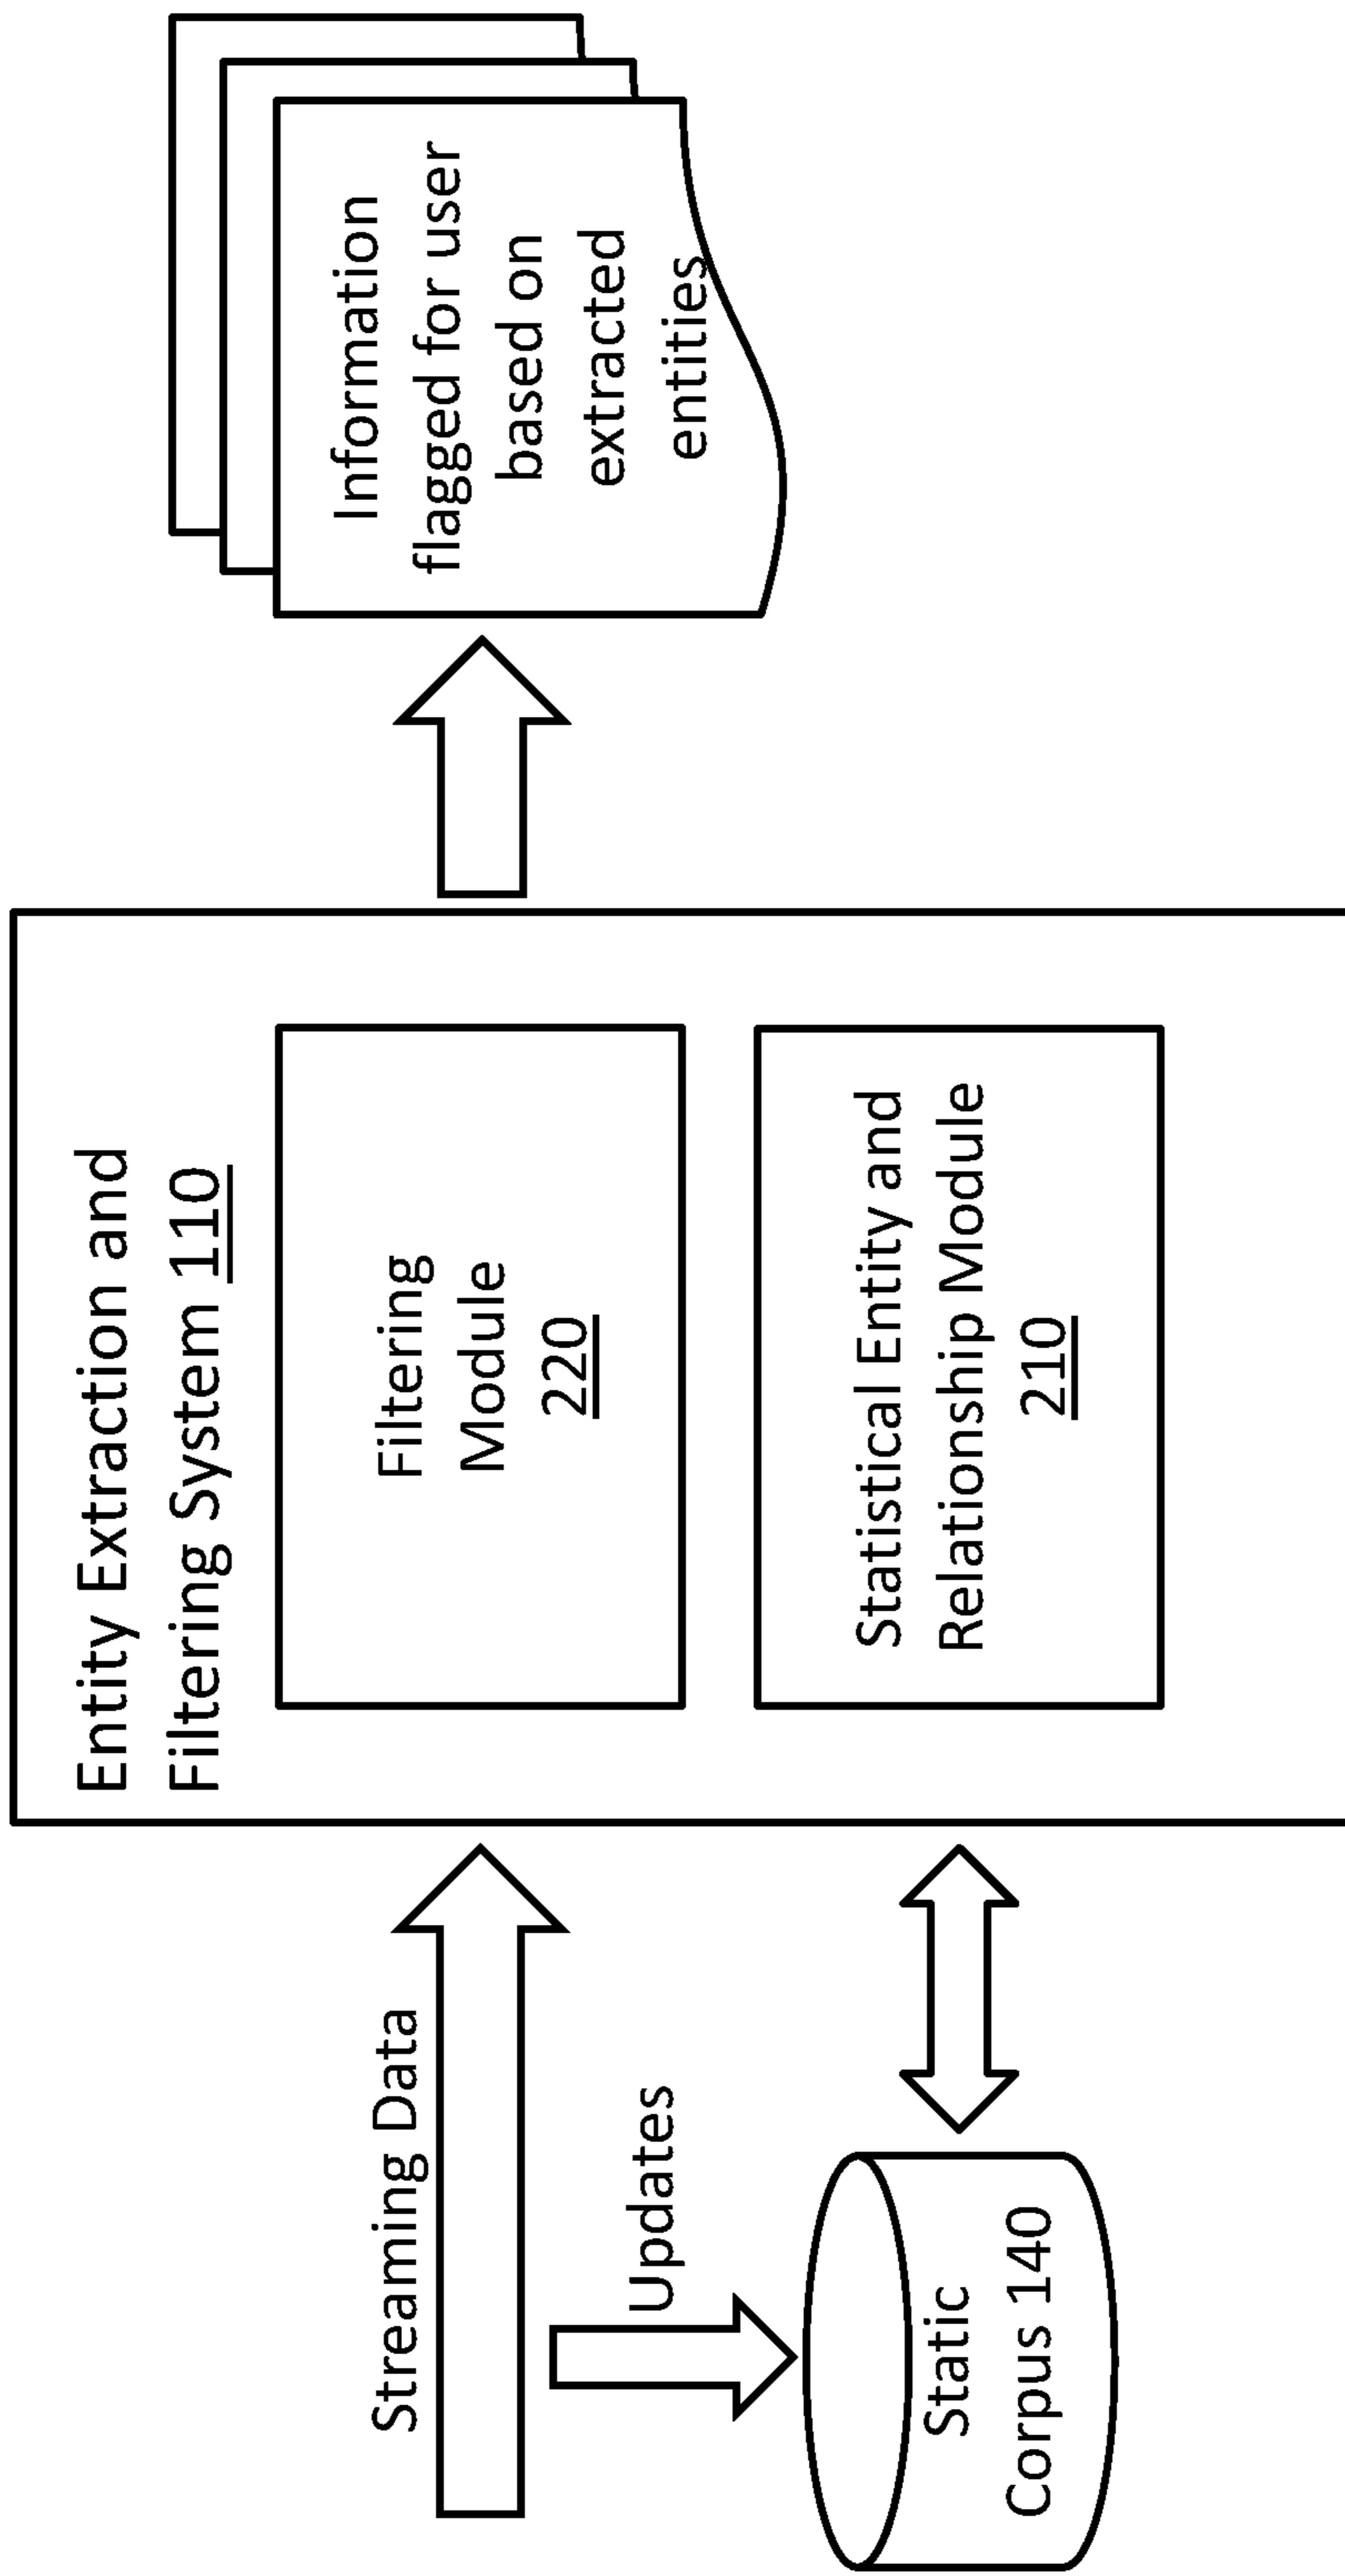 Streaming Data
Updates
Static
Corpus 140
Entity Extraction and
Filtering System 110
Filtering
Module
220
Statistical Entity and
Relationship Module
210
Information
flagged for user
based on
extracted
entities